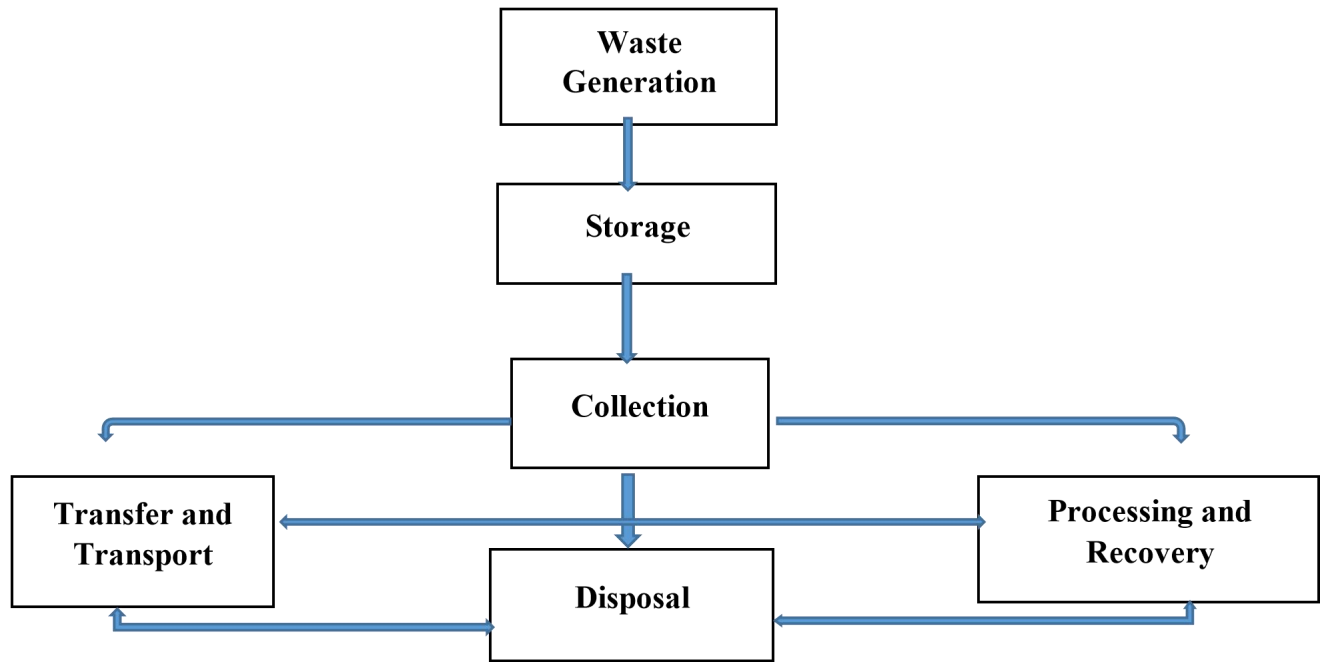 Waste
Generation
Storage
Collection
Transfer and
Transport
Processing and
Recovery
Disposal